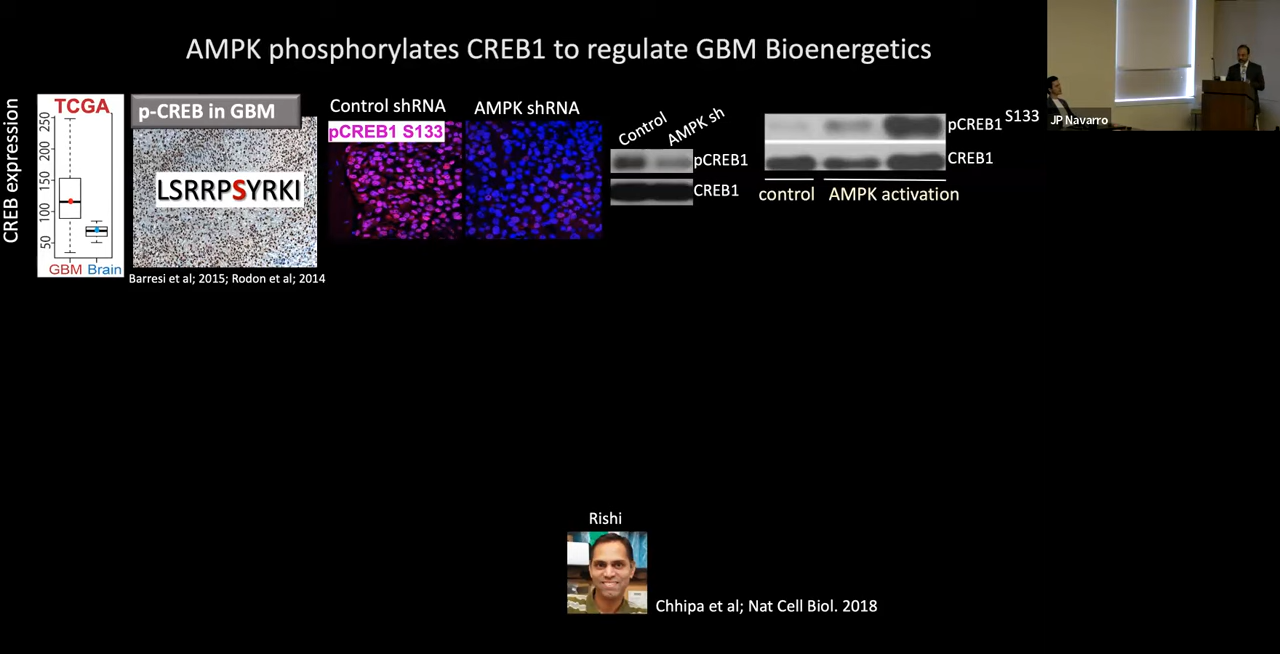 AMPK phosphorylates CREB1 to regulate GBM Bioenergetics
JP Navarro
CREB expression
TCGA
250
200
150
100
50
GBM Brain
p-CREB in GBM
LSRRPSYRKI
Barresi et al; 2015; Rodon et al; 2014
Control shRNA
AMPK shRNA
pCREB1 S133
Control
AMPK sh
pCREB1
CREB1
pCREB1 S133
CREB1
control
AMPK activation
Rishi
Chhipa et al; Nat Cell Biol. 2018